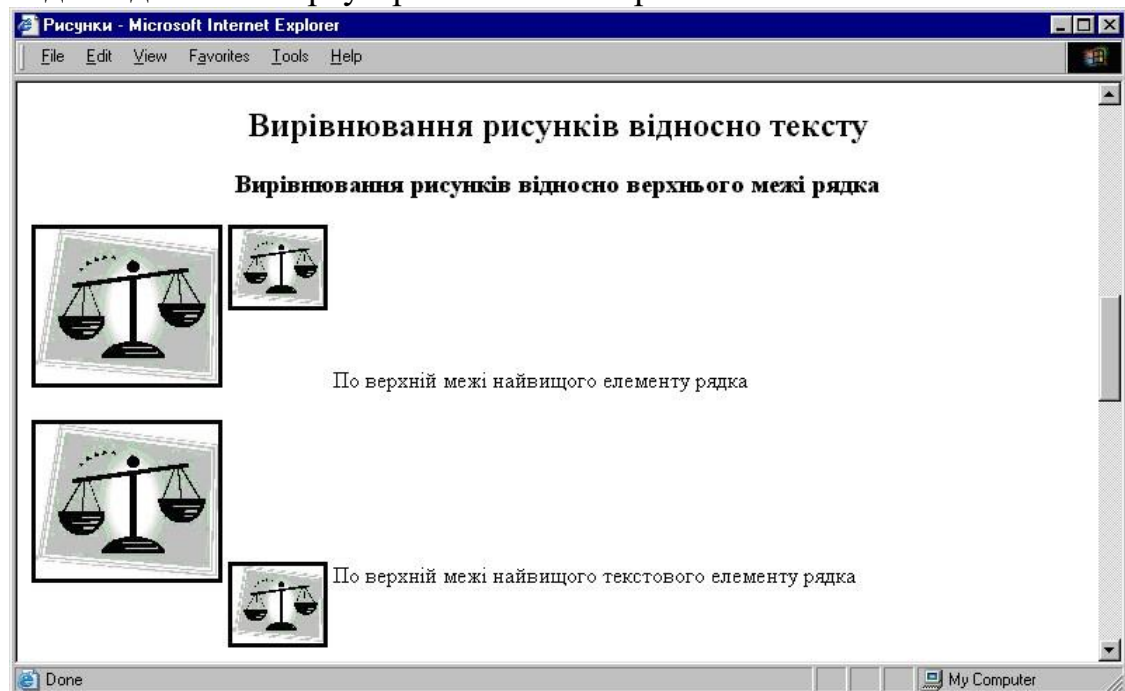 Рисунки - Microsoft Internet Explorer
File Edit View Favorites Tools Help
Вирівнювання рисунків відносно тексту
Вирівнювання рисунків відносно верхнього межі рядка
По верхній межі найвищого елементу рядка
По верхній межі найвищого текстового елементу рядка
Done My Computer